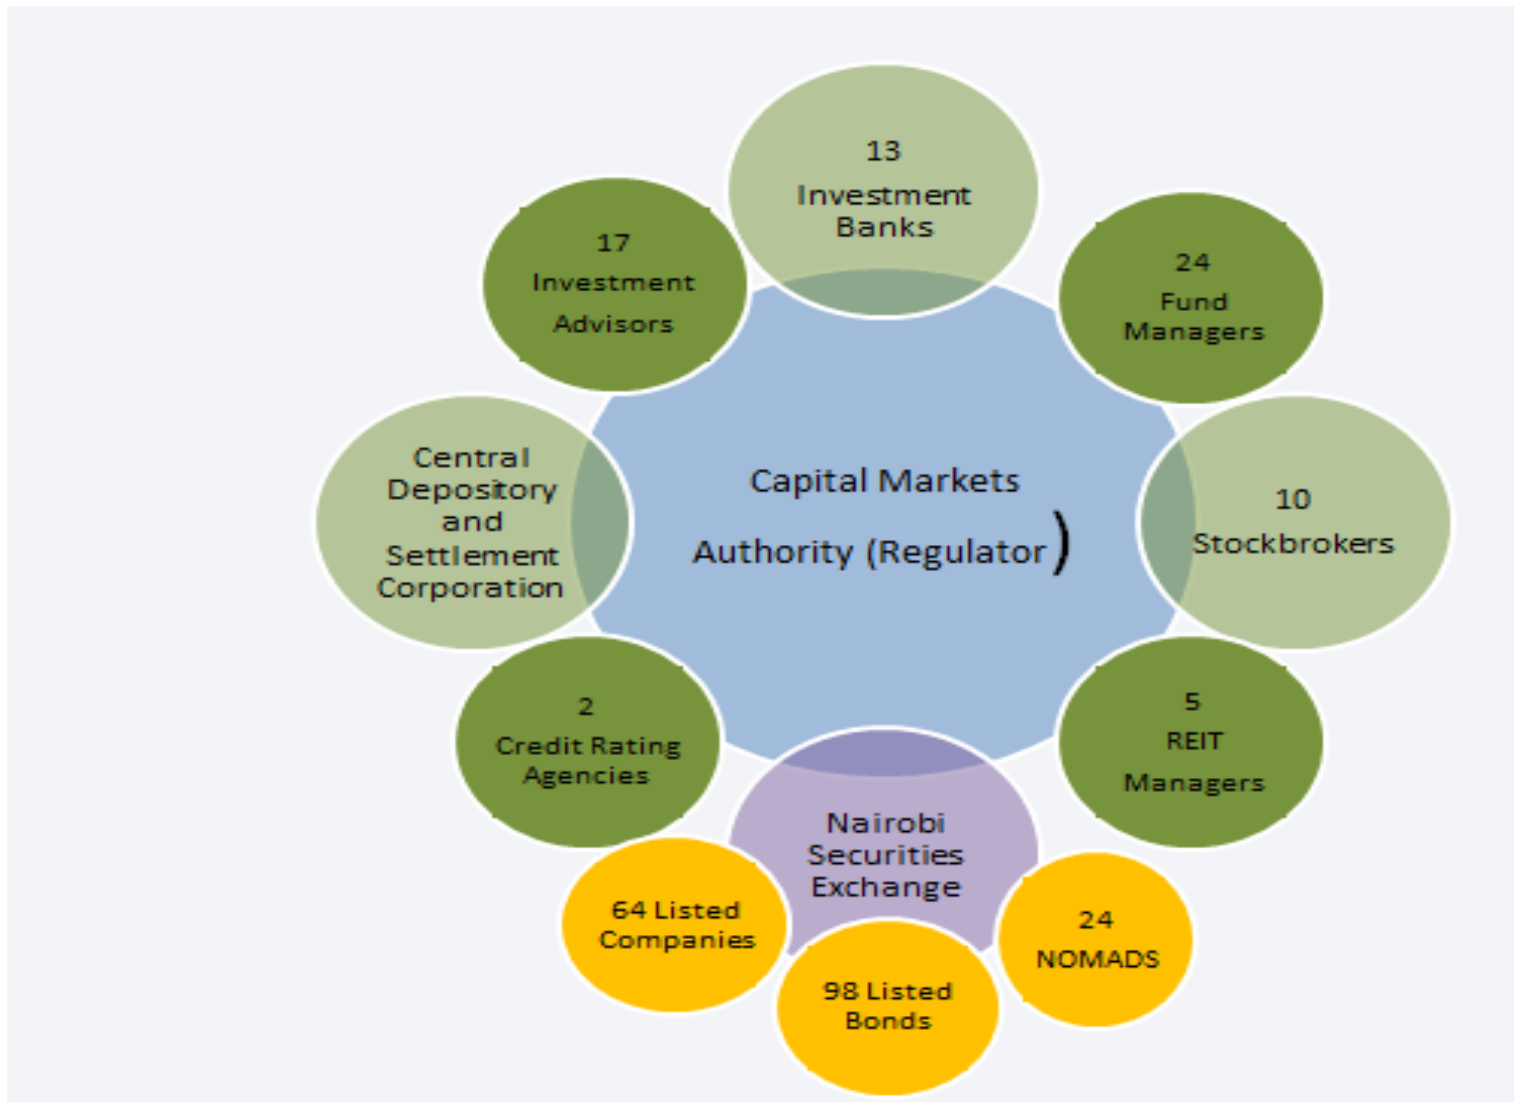 13
Investment
Banks
17
Investment
Advisors
24
Fund
Managers
Central
Depository
and
Settlement
Corporation
Capital Markets
Authority (Regulator)
10
Stockbrokers
2
Credit Rating
Agencies
5
REIT
Managers
Nairobi
Securities
Exchange
64 Listed
Companies
98 Listed
Bonds
24
NOMADS